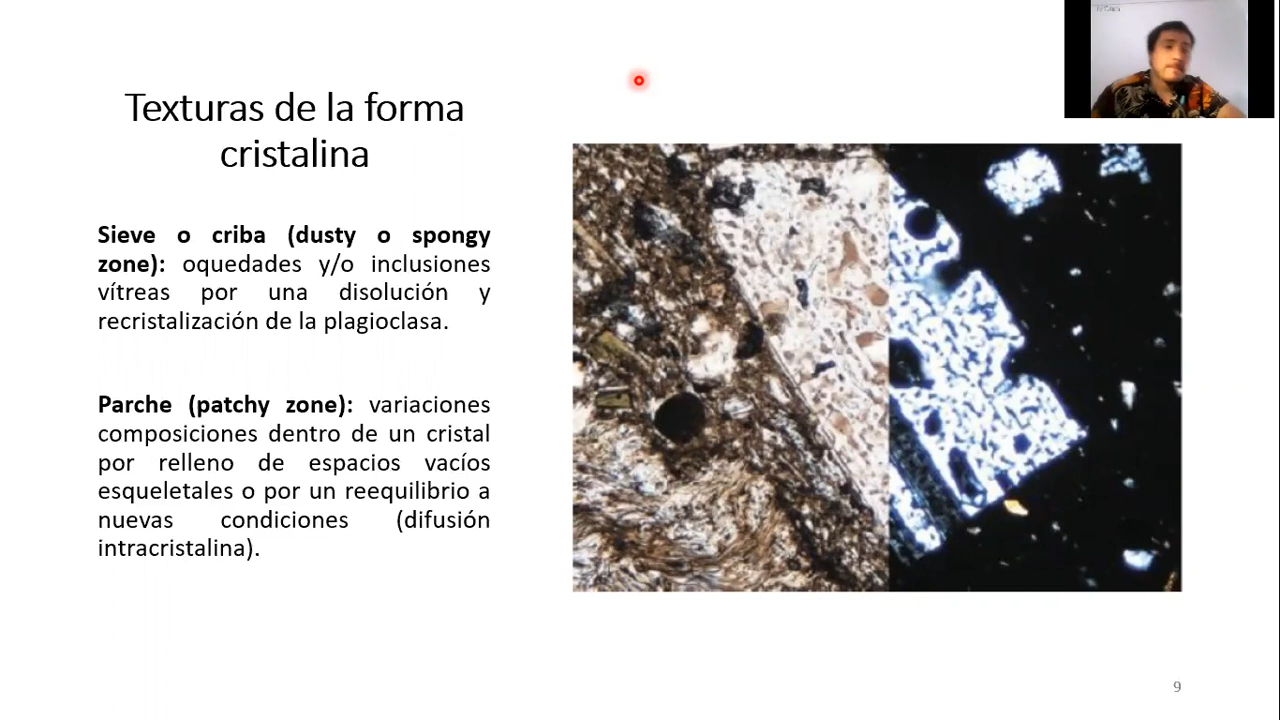 Texturas de la forma
cristalina
Sieve o criba (dusty o spongy
zone): oquedades y/o inclusiones
vítreas por una disolución y
recristalización de la plagioclasa.
Parche (patchy zone): variaciones
composiciones dentro de un cristal
por relleno de espacios vacíos
esqueletales o por un reequilibrio a
nuevas condiciones (difusión
intracristalina).
9